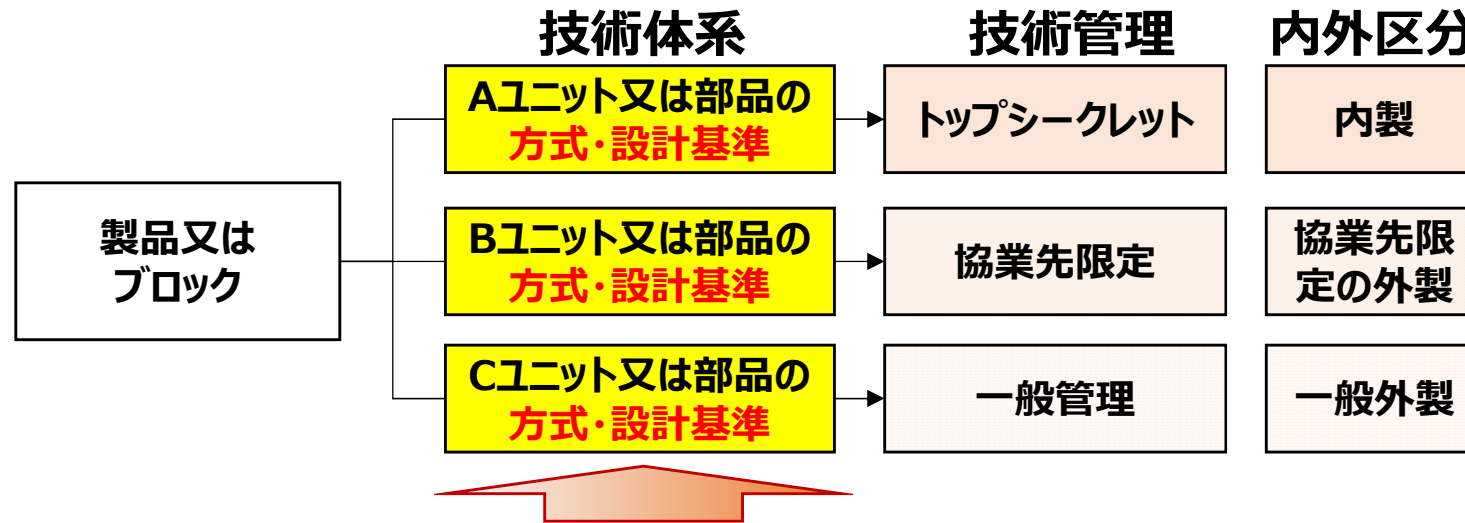 技術体系
技術管理
内外区分
Aユニット又は部品の
方式・設計基準
トップシークレット
内製
製品又は
ブロック
Bユニット又は部品の
方式・設計基準
協業先限定
協業先限
定の外製
Cユニット又は部品の
方式・設計基準
一般管理
一般外製